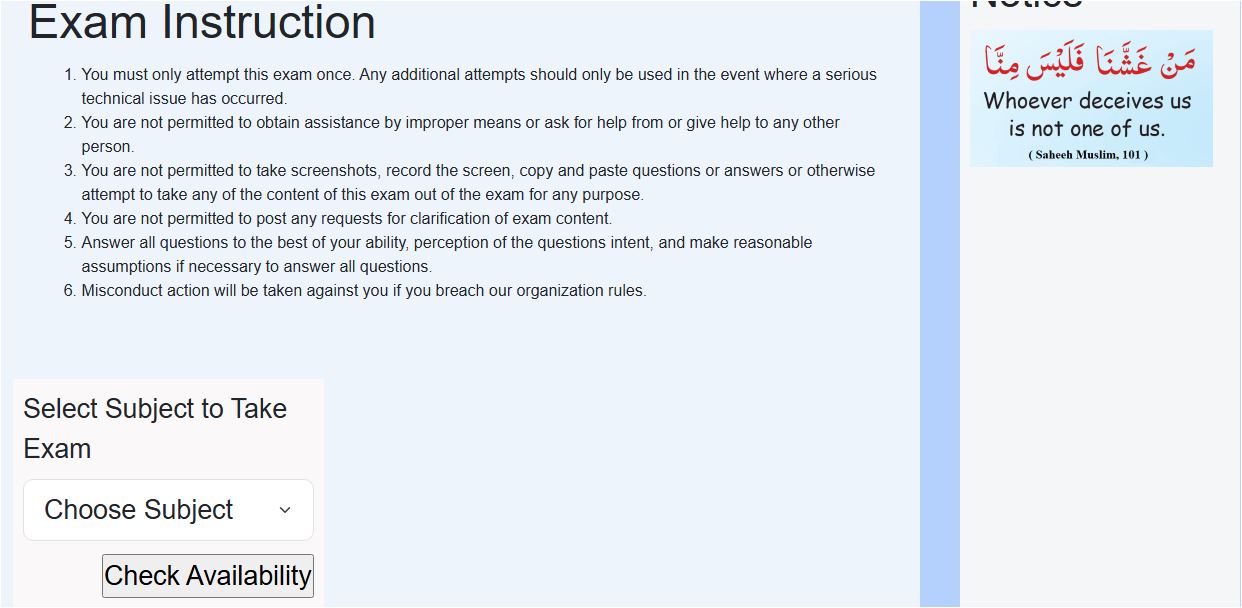 Exam Instruction
1. You must only attempt this exam once. Any additional attempts should only be used in the event where a serious
technical issue has occurred.
2. You are not permitted to obtain assistance by improper means or ask for help from or give help to any other
person.
3. You are not permitted to take screenshots, record the screen, copy and paste questions or answers or otherwise
attempt to take any of the content of this exam out of the exam for any purpose.
4. You are not permitted to post any requests for clarification of exam content.
5. Answer all questions to the best of your ability, perception of the questions intent, and make reasonable
assumptions if necessary to answer all questions.
6. Misconduct action will be taken against you if you breach our organization rules.
Select Subject to Take
Exam
Choose Subject
Check Availability
Notice
مَنْ غَشَّنَا فَلَيْسَ مِنَّا
Whoever deceives us
is not one of us.
( Saheeh Muslim, 101 )